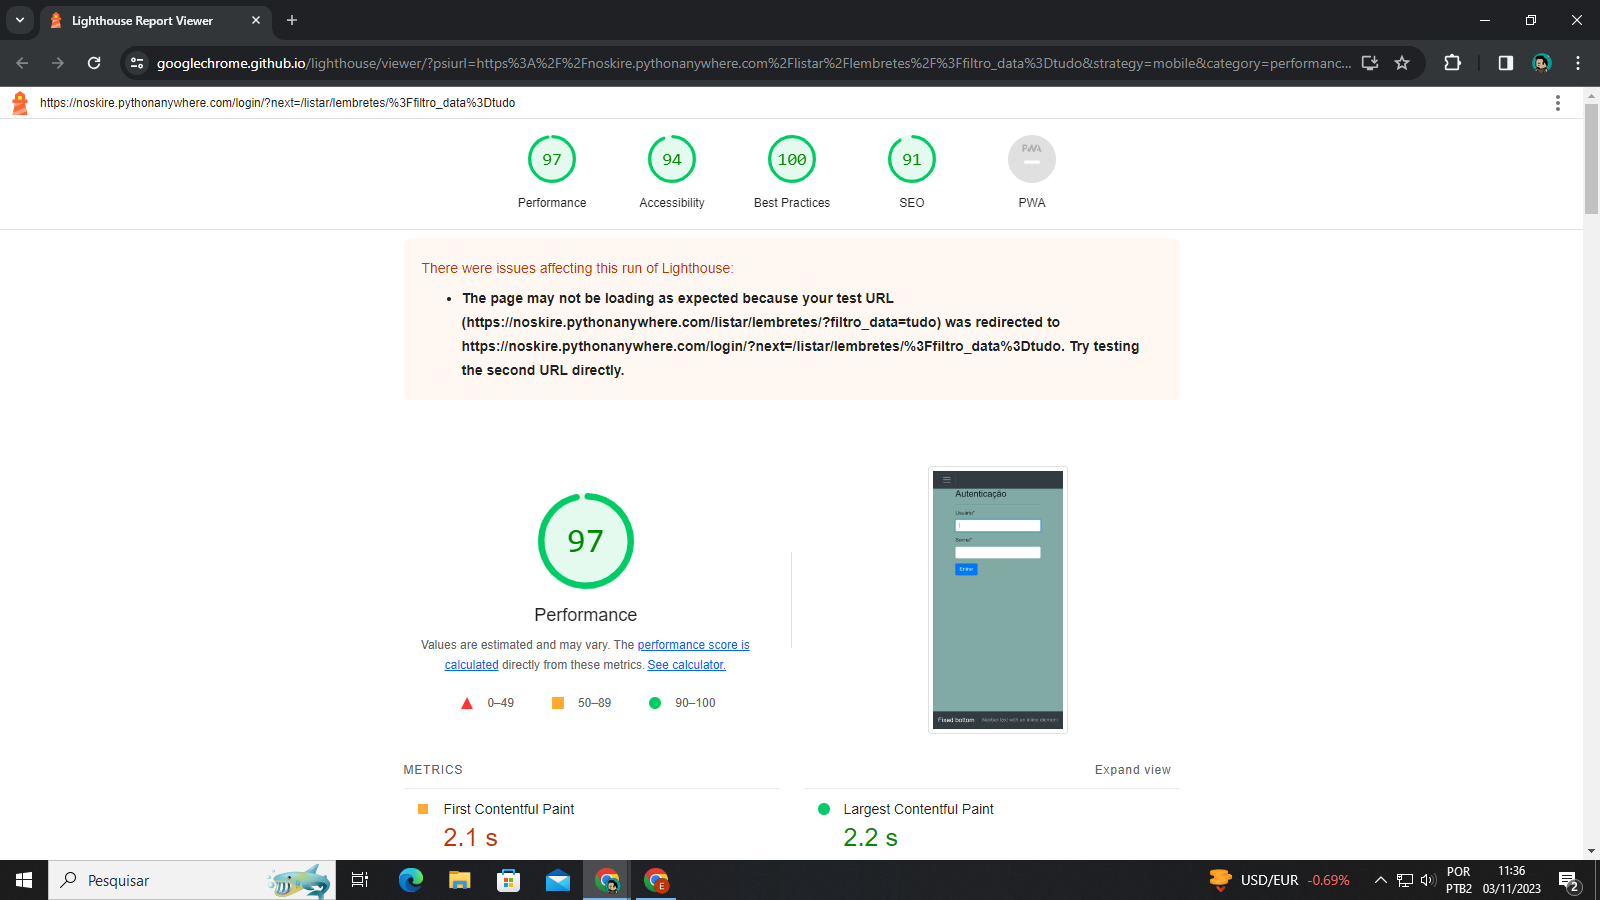 Lighthouse Report Viewer
googlechrome.github.io/lighthouse/viewer/?psiurl=https%3A%2F%2Fnoskire.pythonanywhere.com%2Flistar%2Flembretes%2F%3Ffiltro_data%3Dtudo&strategy=mobile&category=performanc...
https://noskire.pythonanywhere.com/login/?next=/listar/lembretes/%3Ffiltro_data%3Dtudo
97 94 100 91 PWA
Performance Accessibility Best Practices SEO PWA
There were issues affecting this run of Lighthouse:
• The page may not be loading as expected because your test URL
(https://noskire.pythonanywhere.com/listar/lembretes/?filtro_data=tudo) was redirected to
https://noskire.pythonanywhere.com/login/?next=/listar/lembretes/%3Ffiltro_data%3Dtudo. Try testing
the second URL directly.
97
Performance
Values are estimated and may vary. The performance score is
calculated directly from these metrics. See calculator.
0–49 50–89 90–100
Autenticação
Usuário*
Senha*
Entrar
Fixed bottom Navbar text with an inline element
METRICS Expand view
First Contentful Paint
2.1 s
Largest Contentful Paint
2.2 s
Pesquisar
E
USD/EUR -0.69%
POR
PTB2
11:36
03/11/2023
2